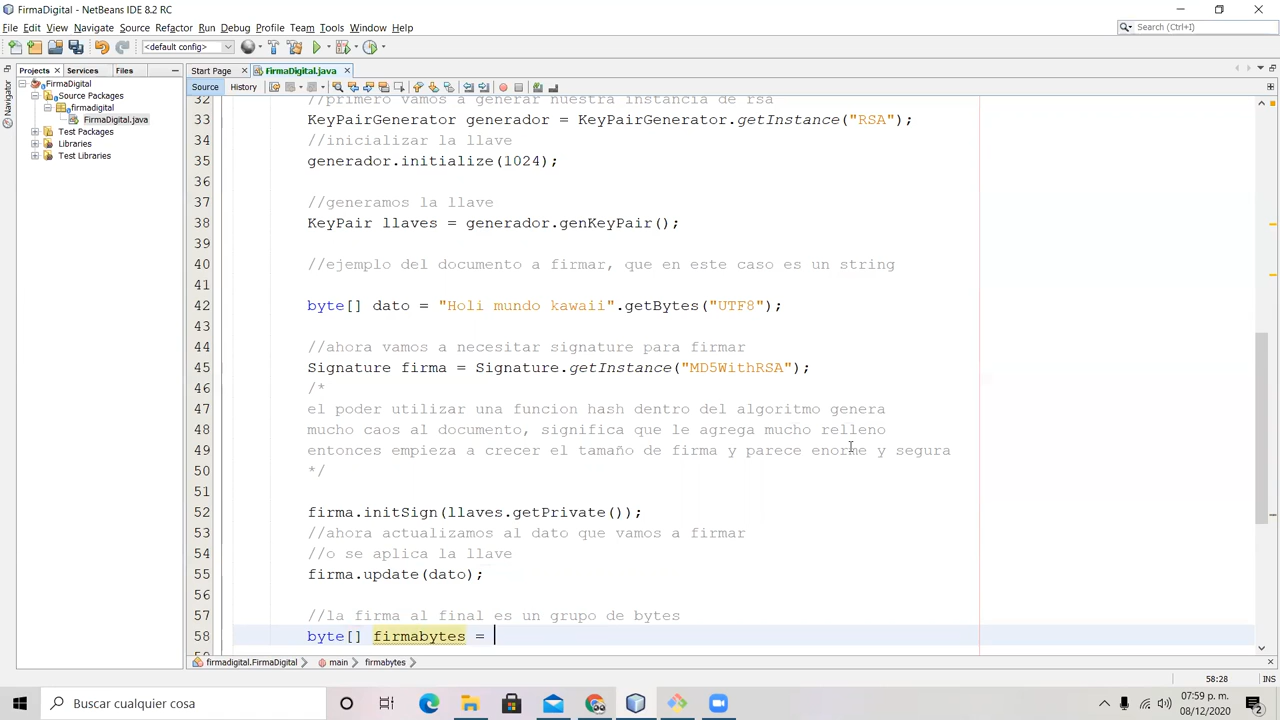 FirmaDigital - NetBeans IDE 8.2 RC
File Edit View Navigate Source Refactor Run Debug Profile Team Tools Window Help
Search (Ctrl+I)
<default config>
Projects Services Files
Start Page FirmaDigital.java
Source History
Navigator
FirmaDigital
Source Packages
firmadigital
FirmaDigital.java
Test Packages
Libraries
Test Libraries
32 //primero vamos a generar nuestra instancia de rsa
33 KeyPairGenerator generador = KeyPairGenerator.getInstance("RSA");
34 //inicializar la llave
35 generador.initialize(1024);
36
37 //generamos la llave
38 KeyPair llaves = generador.genKeyPair();
39
40 //ejemplo del documento a firmar, que en este caso es un string
41
42 byte[] dato = "Holi mundo kawaii".getBytes("UTF8");
43
44 //ahora vamos a necesitar signature para firmar
45 Signature firma = Signature.getInstance("MD5WithRSA");
46 /*
47 el poder utilizar una funcion hash dentro del algoritmo genera
48 mucho caos al documento, significa que le agrega mucho relleno
49 entonces empieza a crecer el tamaño de firma y parece enorme y segura
50 */
51
52 firma.initSign(llaves.getPrivate());
53 //ahora actualizamos al dato que vamos a firmar
54 //o se aplica la llave
55 firma.update(dato);
56
57 //la firma al final es un grupo de bytes
58 byte[] firmabytes =
firmadigital.FirmaDigital main firmabytes
58:28 INS
Buscar cualquier cosa
07:59 p. m.
08/12/2020
2